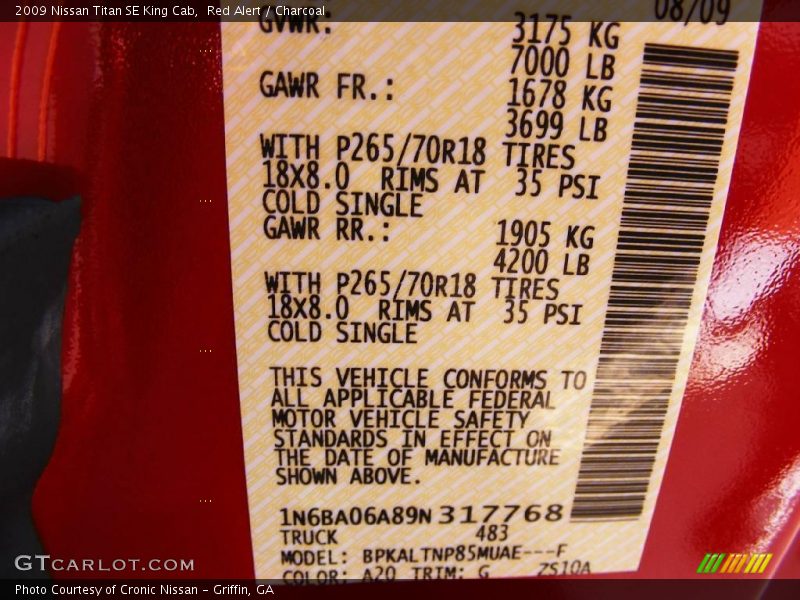 2009 Nissan Titan SE King Cab,  Red Alert / Charcoal
08/09
GVWR: 3175 KG
7000 LB
GAWR FR.: 1678 KG
3699 LB
WITH P265/70R18 TIRES
18X8.0 RIMS AT 35 PSI
COLD SINGLE
GAWR RR.: 1905 KG
4200 LB
WITH P265/70R18 TIRES
18X8.0 RIMS AT 35 PSI
COLD SINGLE
THIS VEHICLE CONFORMS TO
ALL APPLICABLE FEDERAL
MOTOR VEHICLE SAFETY
STANDARDS IN EFFECT ON
THE DATE OF MANUFACTURE
SHOWN ABOVE.
1N6BA06A89N317768
TRUCK 483
MODEL: BPKALTNP85MUAE---F
COLOR: A20 TRIM: G ZS10A
GTCARLOT.COM
Photo Courtesy of Cronic Nissan - Griffin, GA